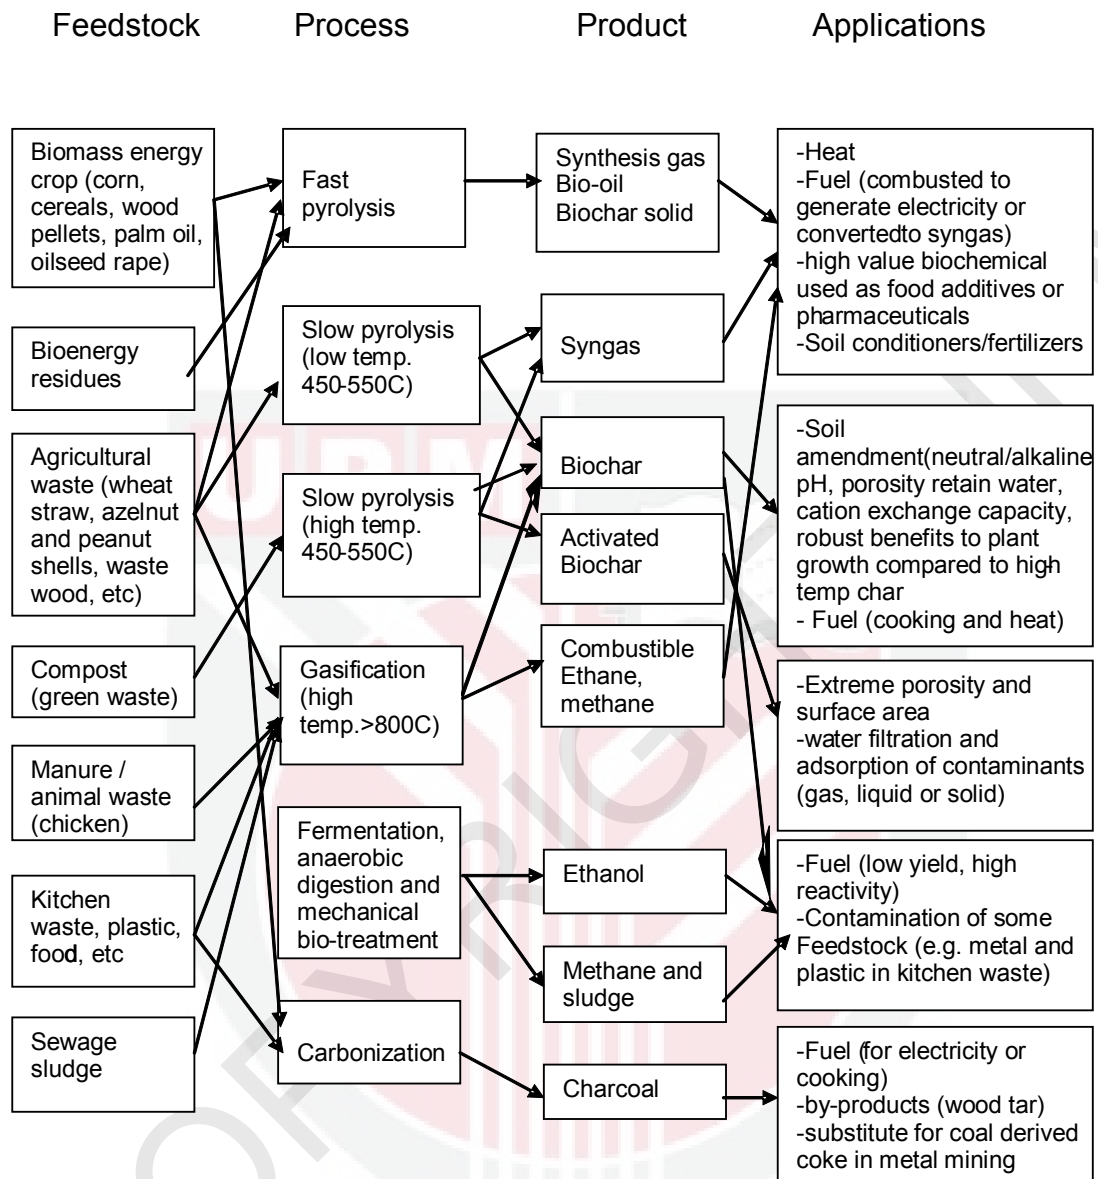 Feedstock
Process
Product
Applications
Biomass energy
crop (corn,
cereals, wood
pellets, palm oil,
oilseed rape)
Bioenergy
residues
Agricultural
waste (wheat
straw, azelnut
and peanut
shells, waste
wood, etc)
Compost
(green waste)
Manure /
animal waste
(chicken)
Kitchen
waste, plastic,
food, etc
Sewage
sludge
Fast
pyrolysis
Slow pyrolysis
(low temp.
450-550C)
Slow pyrolysis
(high temp.
450-550C)
Gasification
(high
temp.>800C)
Fermentation,
anaerobic
digestion and
mechanical
bio-treatment
Carbonization
Synthesis gas
Bio-oil
Biochar solid
Syngas
Biochar
Activated
Biochar
Combustible
Ethane,
methane
Ethanol
Methane and
sludge
Charcoal
-Heat
-Fuel (combusted to
generate electricity or
convertedto syngas)
-high value biochemical
used as food additives or
pharmaceuticals
-Soil conditioners/fertilizers
-Soil
amendment(neutral/alkaline
pH, porosity retain water,
cation exchange capacity,
robust benefits to plant
growth compared to high-
temp char
- Fuel (cooking and heat)
-Extreme porosity and
surface area
-water filtration and
adsorption of contaminants
(gas, liquid or solid)
-Fuel (low yield, high
reactivity)
-Contamination of some
Feedstock (e.g. metal and
plastic in kitchen waste)
-Fuel (for electricity or
cooking)
-by-products (wood tar)
-substitute for coal derived
coke in metal mining
UPM